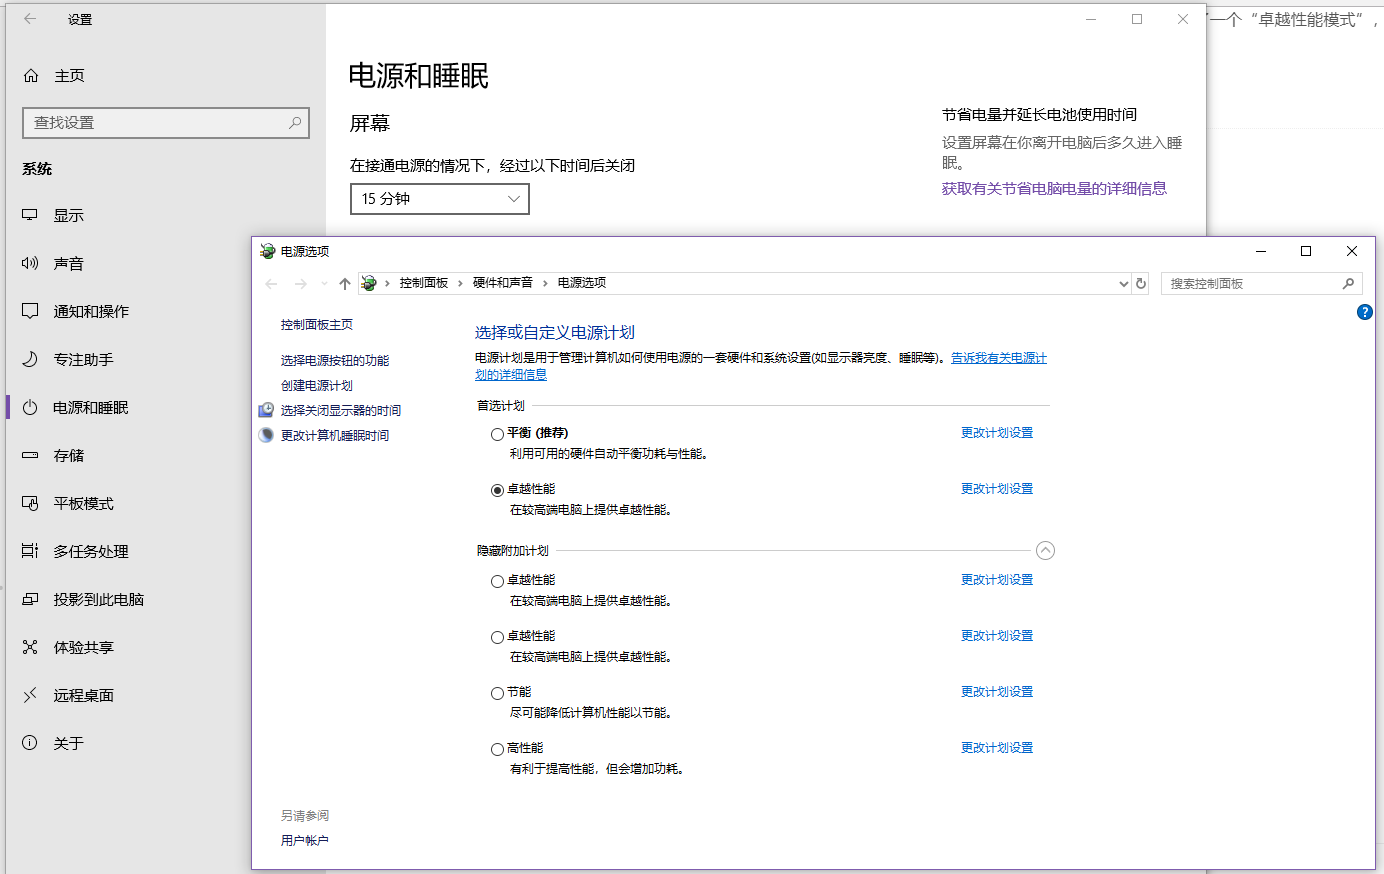 设置
一个“卓越性能模式”，
主页
查找设置
系统
显示
声音
通知和操作
专注助手
电源和睡眠
存储
平板模式
多任务处理
投影到此电脑
体验共享
远程桌面
关于
电源和睡眠
屏幕
在接通电源的情况下，经过以下时间后关闭
15 分钟
节省电量并延长电池使用时间
设置屏幕在你离开电脑后多久进入睡
眠。
获取有关节省电脑电量的详细信息
电源选项
控制面板 › 硬件和声音 › 电源选项
搜索控制面板
控制面板主页
选择电源按钮的功能
创建电源计划
选择关闭显示器的时间
更改计算机睡眠时间
选择或自定义电源计划
电源计划是用于管理计算机如何使用电源的一套硬件和系统设置(如显示器亮度、睡眠等)。告诉我有关电源计
划的详细信息
首选计划
平衡 (推荐) 更改计划设置
利用可用的硬件自动平衡功耗与性能。
卓越性能 更改计划设置
在较高端电脑上提供卓越性能。
隐藏附加计划
卓越性能 更改计划设置
在较高端电脑上提供卓越性能。
卓越性能 更改计划设置
在较高端电脑上提供卓越性能。
节能 更改计划设置
尽可能降低计算机性能以节能。
高性能 更改计划设置
有利于提高性能，但会增加功耗。
另请参阅
用户帐户